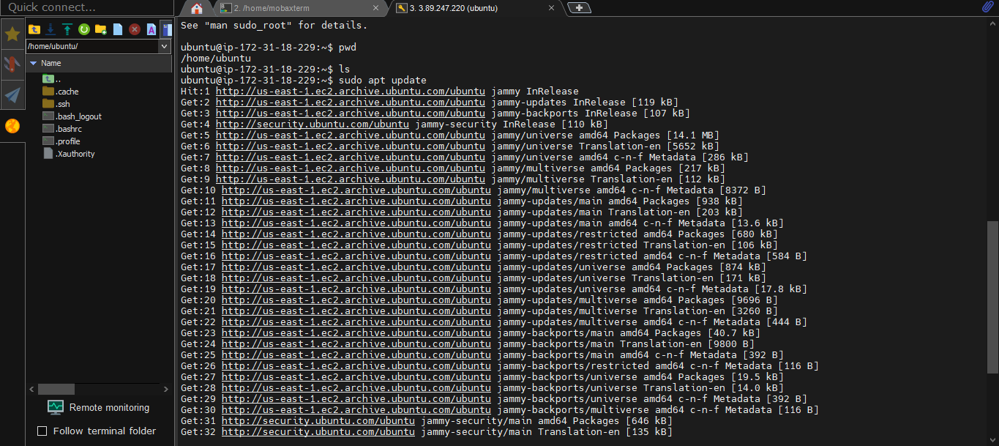 Quick connect...
2. /home/mobaxterm
3. 3.89.247.220 (ubuntu)
/home/ubuntu/
Name
..
.cache
.ssh
.bash_logout
.bashrc
.profile
.Xauthority
Remote monitoring
Follow terminal folder
See "man sudo_root" for details.
ubuntu@ip-172-31-18-229:~$ pwd
/home/ubuntu
ubuntu@ip-172-31-18-229:~$ ls
ubuntu@ip-172-31-18-229:~$ sudo apt update
Hit:1 http://us-east-1.ec2.archive.ubuntu.com/ubuntu jammy InRelease
Get:2 http://us-east-1.ec2.archive.ubuntu.com/ubuntu jammy-updates InRelease [119 kB]
Get:3 http://us-east-1.ec2.archive.ubuntu.com/ubuntu jammy-backports InRelease [107 kB]
Get:4 http://security.ubuntu.com/ubuntu jammy-security InRelease [110 kB]
Get:5 http://us-east-1.ec2.archive.ubuntu.com/ubuntu jammy/universe amd64 Packages [14.1 MB]
Get:6 http://us-east-1.ec2.archive.ubuntu.com/ubuntu jammy/universe Translation-en [5652 kB]
Get:7 http://us-east-1.ec2.archive.ubuntu.com/ubuntu jammy/universe amd64 c-n-f Metadata [286 kB]
Get:8 http://us-east-1.ec2.archive.ubuntu.com/ubuntu jammy/multiverse amd64 Packages [217 kB]
Get:9 http://us-east-1.ec2.archive.ubuntu.com/ubuntu jammy/multiverse Translation-en [112 kB]
Get:10 http://us-east-1.ec2.archive.ubuntu.com/ubuntu jammy/multiverse amd64 c-n-f Metadata [8372 B]
Get:11 http://us-east-1.ec2.archive.ubuntu.com/ubuntu jammy-updates/main amd64 Packages [938 kB]
Get:12 http://us-east-1.ec2.archive.ubuntu.com/ubuntu jammy-updates/main Translation-en [203 kB]
Get:13 http://us-east-1.ec2.archive.ubuntu.com/ubuntu jammy-updates/main amd64 c-n-f Metadata [13.6 kB]
Get:14 http://us-east-1.ec2.archive.ubuntu.com/ubuntu jammy-updates/restricted amd64 Packages [680 kB]
Get:15 http://us-east-1.ec2.archive.ubuntu.com/ubuntu jammy-updates/restricted Translation-en [106 kB]
Get:16 http://us-east-1.ec2.archive.ubuntu.com/ubuntu jammy-updates/restricted amd64 c-n-f Metadata [584 B]
Get:17 http://us-east-1.ec2.archive.ubuntu.com/ubuntu jammy-updates/universe amd64 Packages [874 kB]
Get:18 http://us-east-1.ec2.archive.ubuntu.com/ubuntu jammy-updates/universe Translation-en [171 kB]
Get:19 http://us-east-1.ec2.archive.ubuntu.com/ubuntu jammy-updates/universe amd64 c-n-f Metadata [17.8 kB]
Get:20 http://us-east-1.ec2.archive.ubuntu.com/ubuntu jammy-updates/multiverse amd64 Packages [9696 B]
Get:21 http://us-east-1.ec2.archive.ubuntu.com/ubuntu jammy-updates/multiverse Translation-en [3260 B]
Get:22 http://us-east-1.ec2.archive.ubuntu.com/ubuntu jammy-updates/multiverse amd64 c-n-f Metadata [444 B]
Get:23 http://us-east-1.ec2.archive.ubuntu.com/ubuntu jammy-backports/main amd64 Packages [40.7 kB]
Get:24 http://us-east-1.ec2.archive.ubuntu.com/ubuntu jammy-backports/main Translation-en [9800 B]
Get:25 http://us-east-1.ec2.archive.ubuntu.com/ubuntu jammy-backports/main amd64 c-n-f Metadata [392 B]
Get:26 http://us-east-1.ec2.archive.ubuntu.com/ubuntu jammy-backports/restricted amd64 c-n-f Metadata [116 B]
Get:27 http://us-east-1.ec2.archive.ubuntu.com/ubuntu jammy-backports/universe amd64 Packages [19.5 kB]
Get:28 http://us-east-1.ec2.archive.ubuntu.com/ubuntu jammy-backports/universe Translation-en [14.0 kB]
Get:29 http://us-east-1.ec2.archive.ubuntu.com/ubuntu jammy-backports/universe amd64 c-n-f Metadata [392 B]
Get:30 http://us-east-1.ec2.archive.ubuntu.com/ubuntu jammy-backports/multiverse amd64 c-n-f Metadata [116 B]
Get:31 http://security.ubuntu.com/ubuntu jammy-security/main amd64 Packages [646 kB]
Get:32 http://security.ubuntu.com/ubuntu jammy-security/main Translation-en [135 kB]